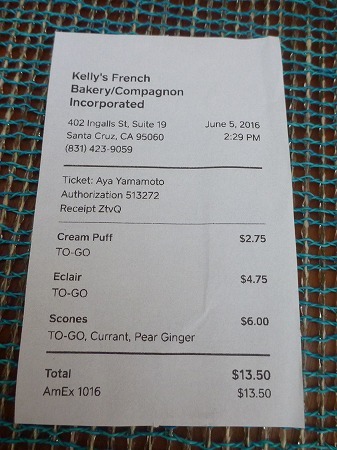 Kelly's French
Bakery/Compagnon
Incorporated
402 Ingalls St, Suite 19 June 5, 2016
Santa Cruz, CA 95060 2:29 PM
(831) 423-9059
Ticket: Aya Yamamoto
Authorization 513272
Receipt ZtvQ
Cream Puff $2.75
TO-GO
Eclair $4.75
TO-GO
Scones $6.00
TO-GO, Currant, Pear Ginger
Total $13.50
AmEx 1016 $13.50